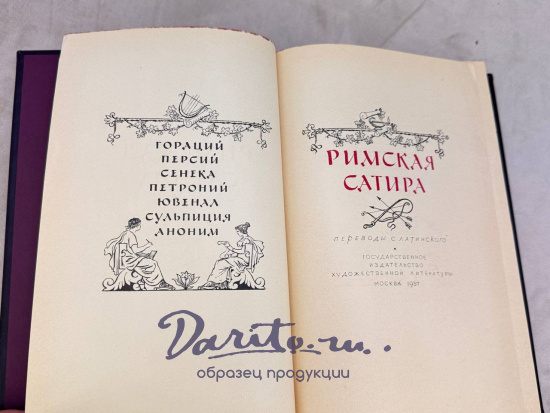 ГОРАЦИЙ
ПЕРСИЙ
СЕНЕКА
ПЕТРОНИЙ
ЮВЕНАЛ
СУЛЬПИЦИЯ
АНОНИМ
РИМСКАЯ
САТИРА
ПЕРЕВОДЫ С ЛАТИНСКОГО
ГОСУДАРСТВЕННОЕ
ИЗДАТЕЛЬСТВО
ХУДОЖЕСТВЕННОЙ ЛИТЕРАТУРЫ
МОСКВА 1957
Darito.ru.
образец продукции